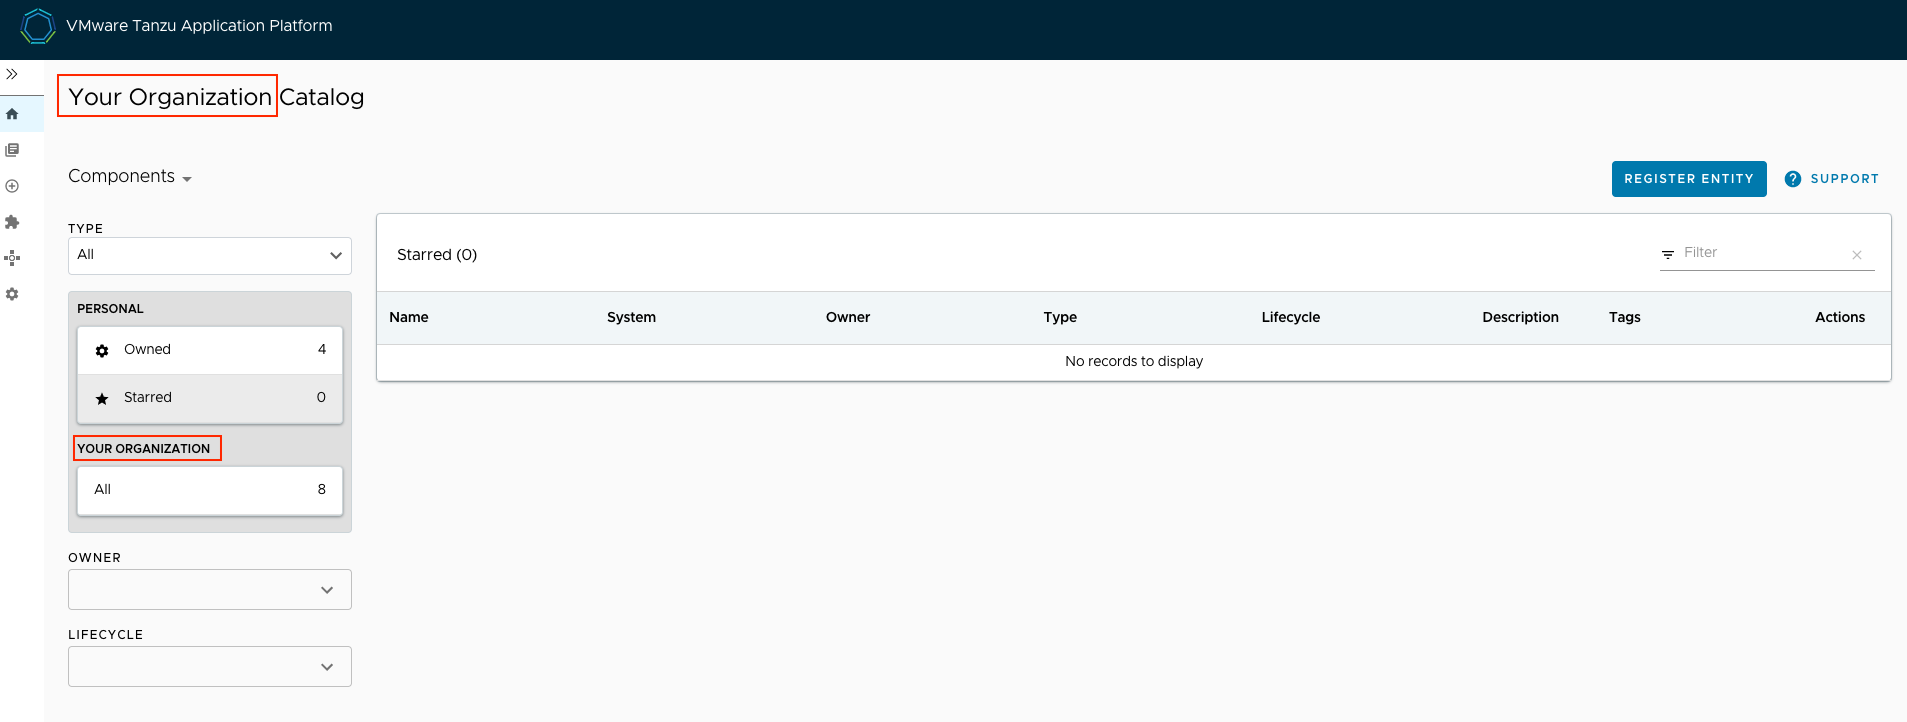 VMware Tanzu Application Platform
Your Organization Catalog
Components
REGISTER ENTITY
SUPPORT
TYPE
All
PERSONAL
Owned 4
Starred 0
YOUR ORGANIZATION
All 8
OWNER
LIFECYCLE
Starred (0)
Filter
Name System Owner Type Lifecycle Description Tags Actions
No records to display